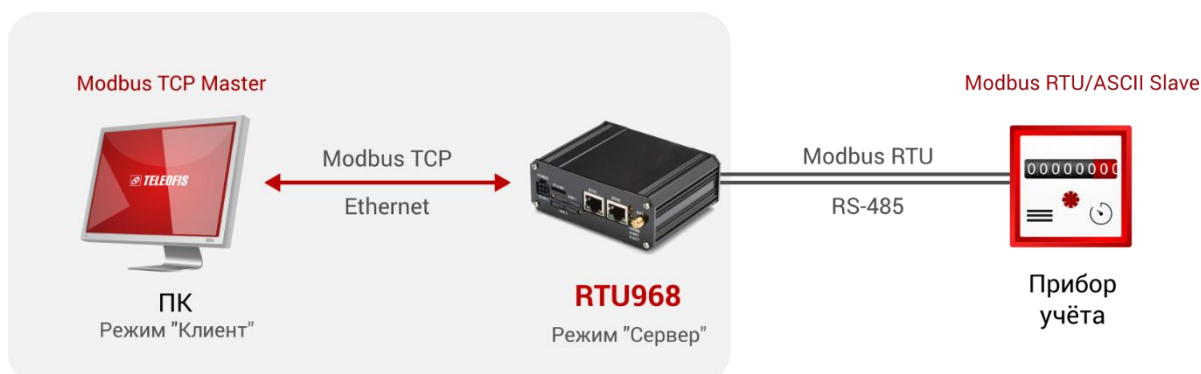 Modbus TCP Master
Modbus RTU/ASCII Slave
TELEOFIS
Modbus TCP
Ethernet
Modbus RTU
RS-485
00000000
ПК
Режим "Клиент"
RTU968
Режим "Сервер"
Прибор
учёта